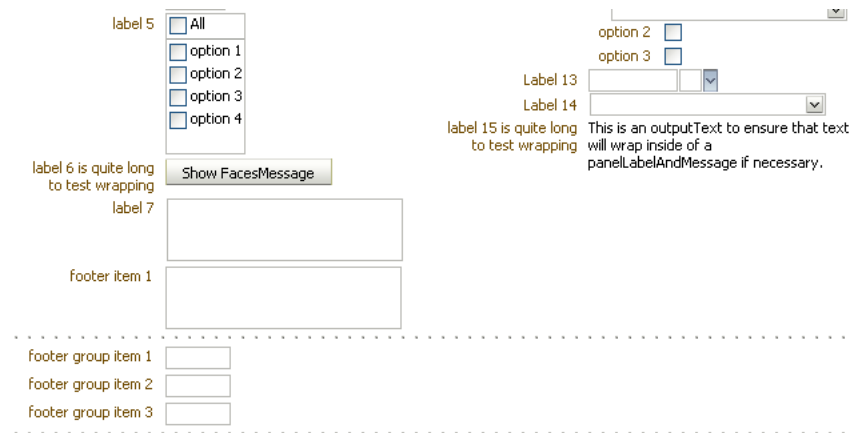 label 5
All
option 1
option 2
option 3
option 4
label 6 is quite long
to test wrapping
Show FacesMessage
label 7
footer item 1
option 2
option 3
Label 13
Label 14
label 15 is quite long
to test wrapping
This is an outputText to ensure that text
will wrap inside of a
panelLabelAndMessage if necessary.
footer group item 1
footer group item 2
footer group item 3